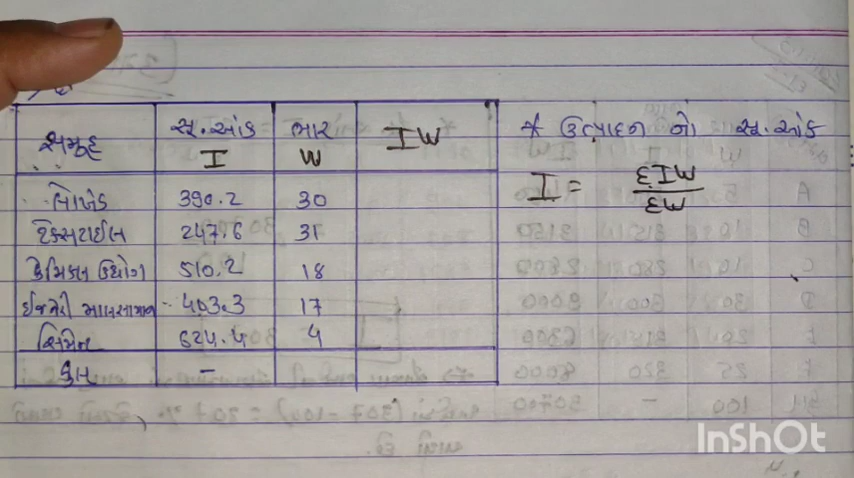 સમૂહ સૂ.આંક I ભાર W IW
લોખંડ 390.2 30
ટેક્સટાઈલ 247.6 31
કેમિકલ ઉદ્યોગ 510.2 18
ઈજનેરી માલસામાન 403.3 17
સિમેન્ટ 624.4 4
કુલ -
* ઉત્પાદન નો સૂ.આંક
I = ΣIW / ΣW
InShOt